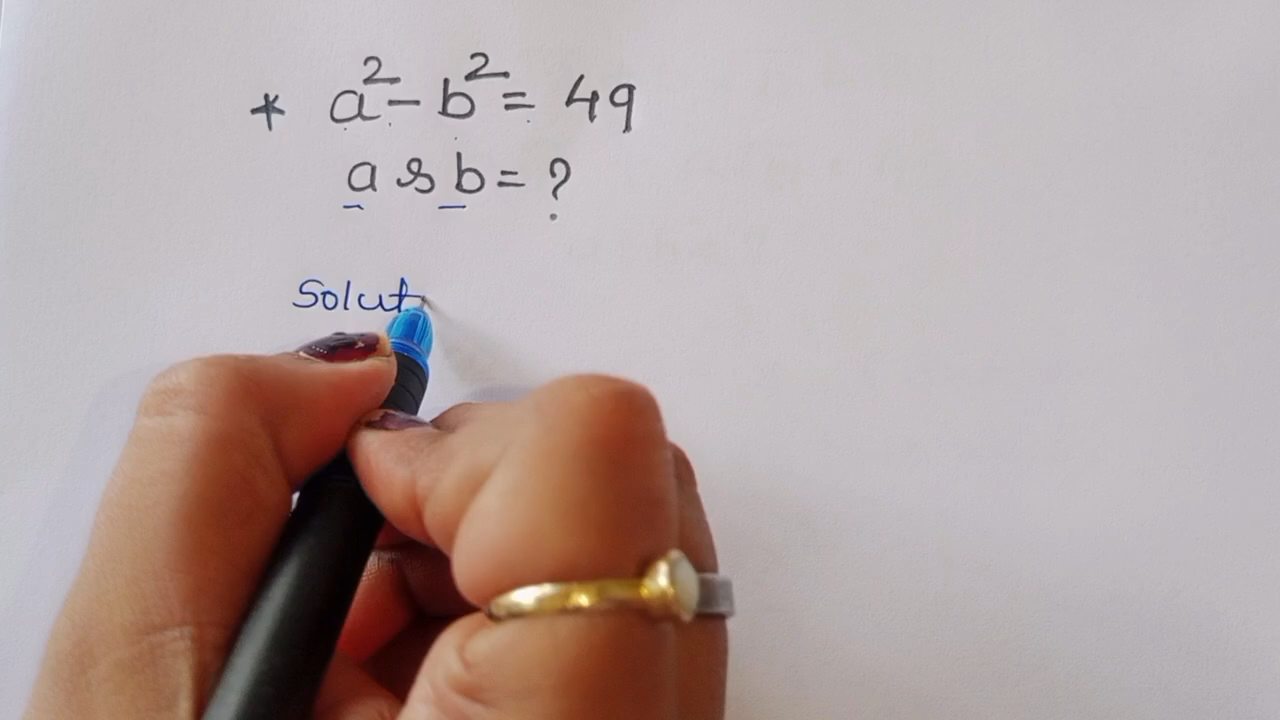 * a² - b² = 49
a & b = ?
Solut